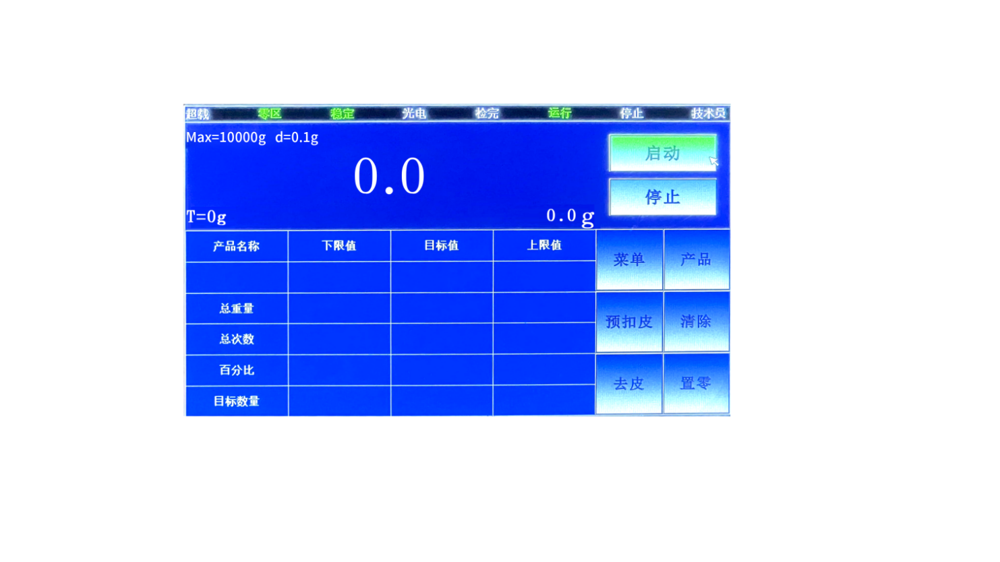 超载 零区 稳定 光电 检完 运行 停止 技术员
Max=10000g d=0.1g
启动
0.0
停止
T=0g
0.0 g
产品名称 下限值 目标值 上限值
菜单 产品
总重量
预扣皮 清除
总次数
百分比
去皮 置零
目标数量